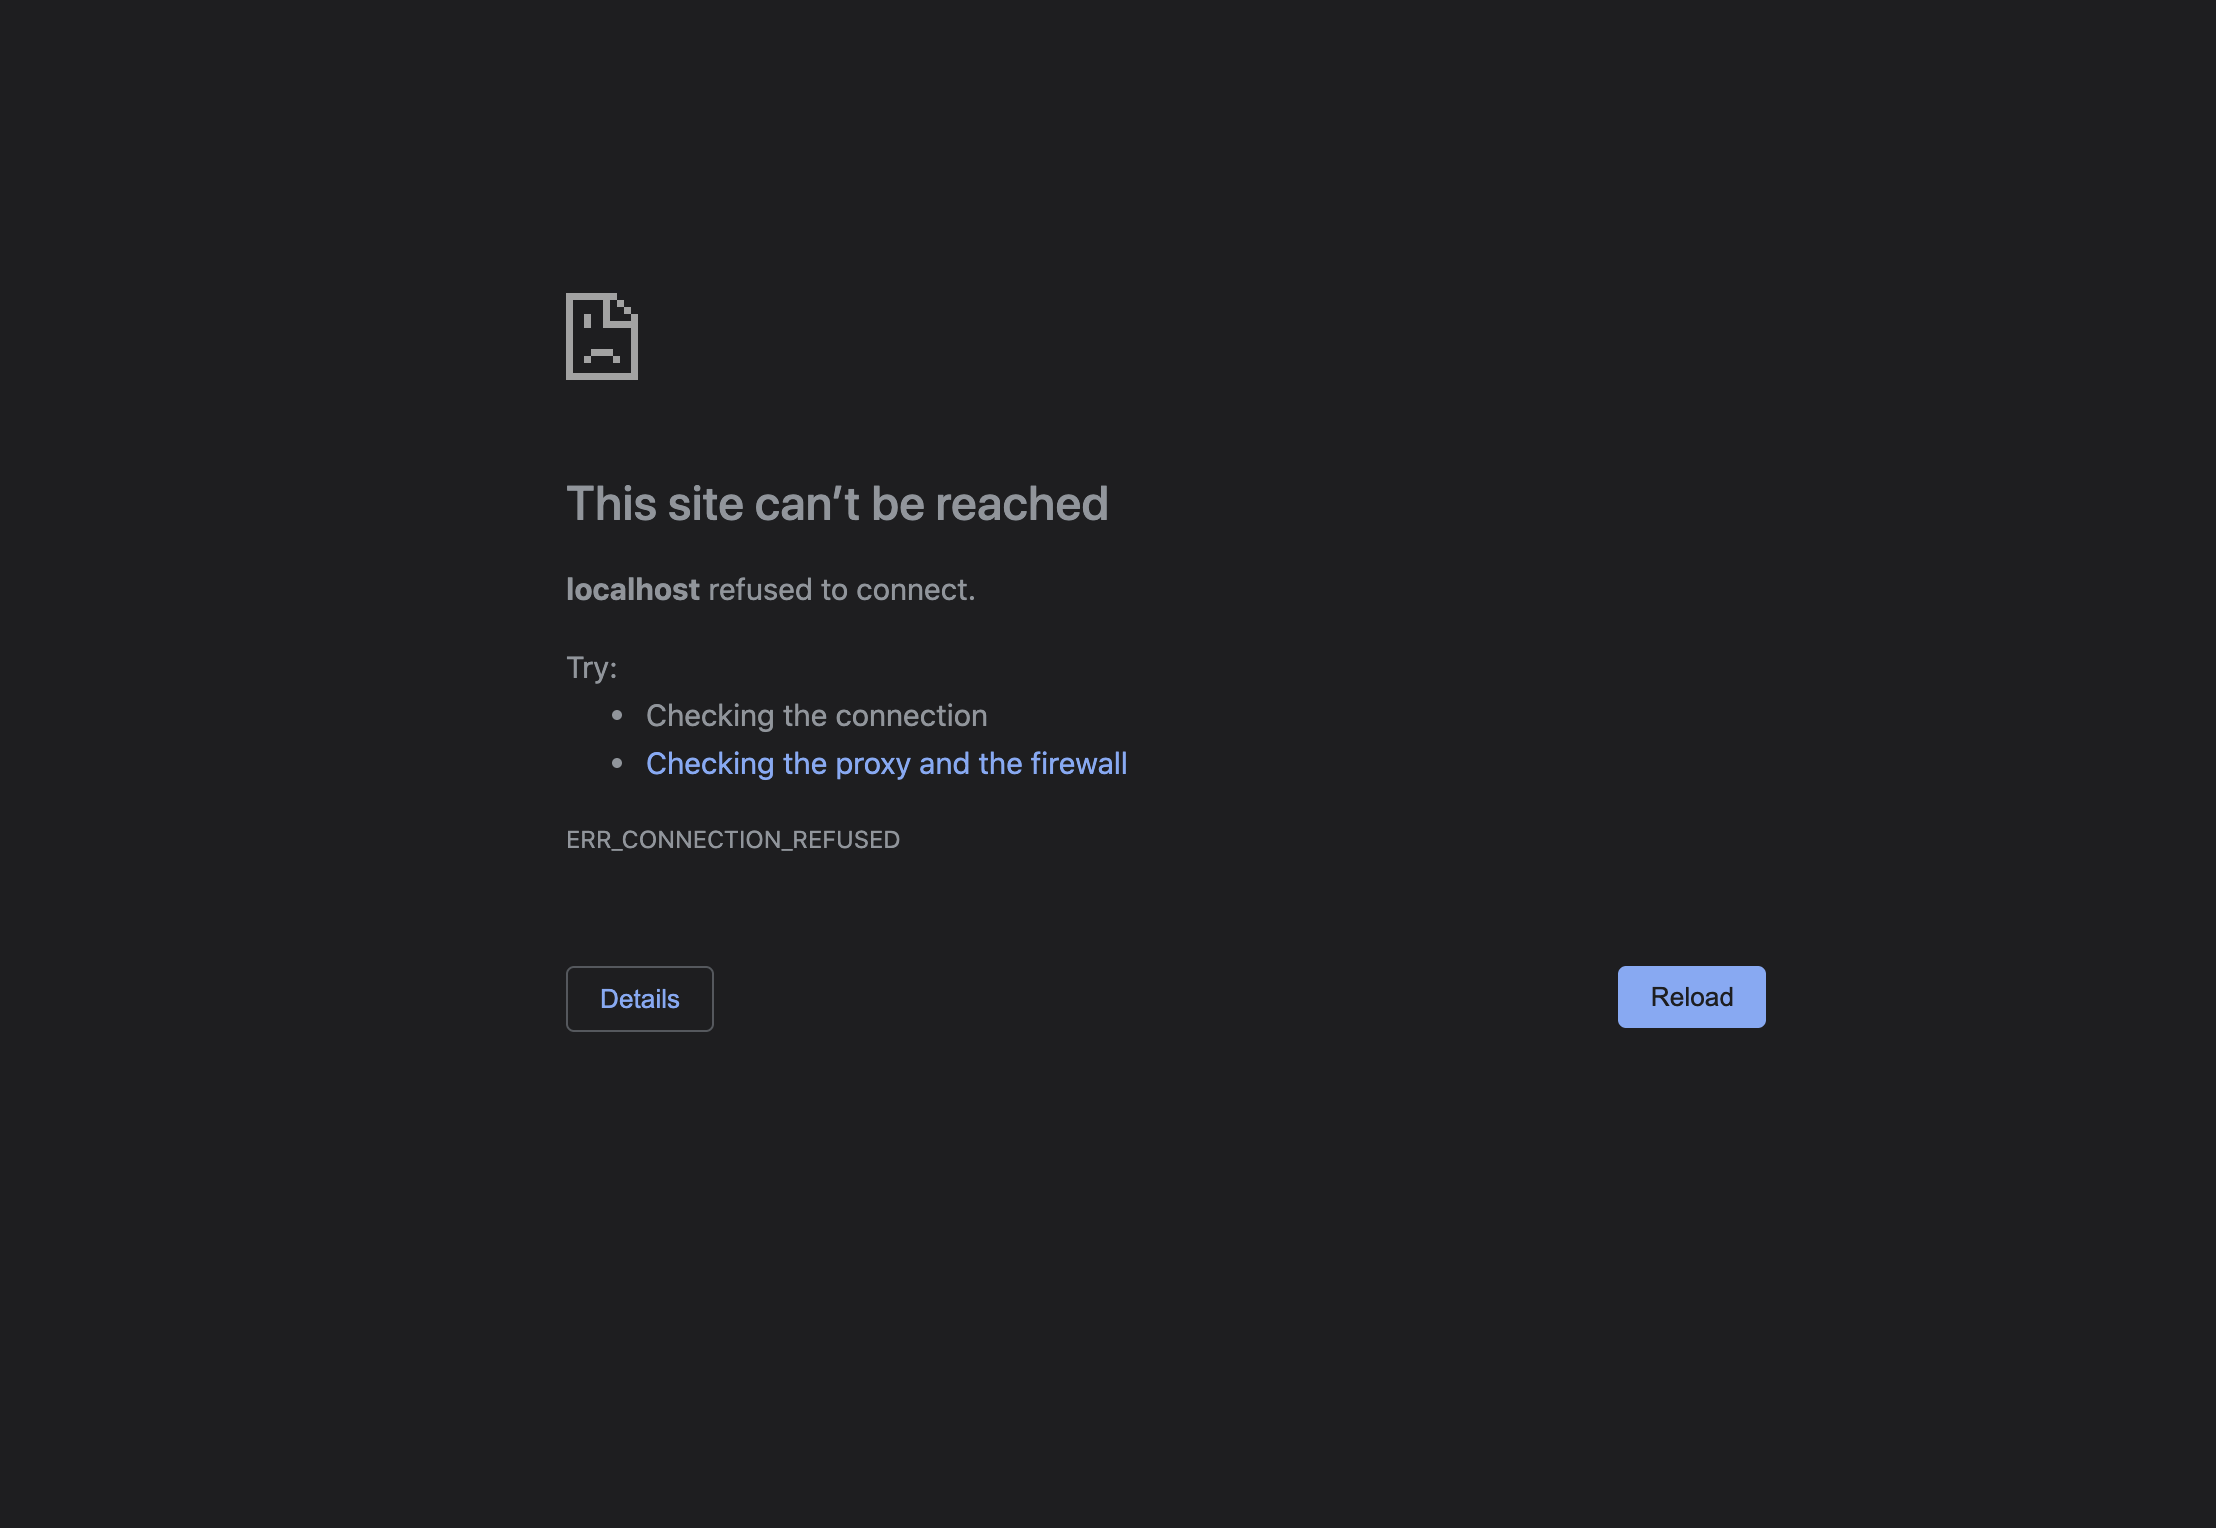 This site can’t be reached
localhost refused to connect.
Try:
Checking the connection
Checking the proxy and the firewall
ERR_CONNECTION_REFUSED
Details
Reload